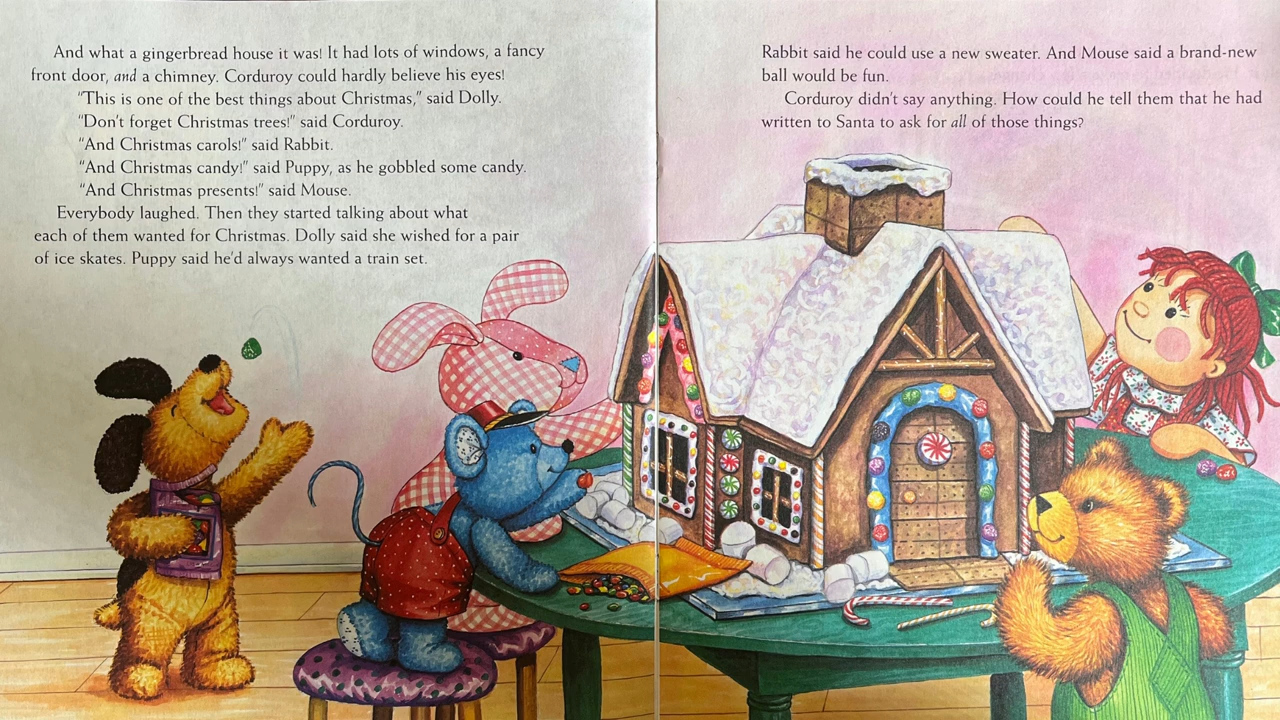 And what a gingerbread house it was! It had lots of windows, a fancy
front door, and a chimney. Corduroy could hardly believe his eyes!
"This is one of the best things about Christmas," said Dolly.
"Don't forget Christmas trees!" said Corduroy.
"And Christmas carols!" said Rabbit.
"And Christmas candy!" said Puppy, as he gobbled some candy.
"And Christmas presents!" said Mouse.
Everybody laughed. Then they started talking about what
each of them wanted for Christmas. Dolly said she wished for a pair
of ice skates. Puppy said he'd always wanted a train set.
Rabbit said he could use a new sweater. And Mouse said a brand-new
ball would be fun.
Corduroy didn't say anything. How could he tell them that he had
written to Santa to ask for all of those things?